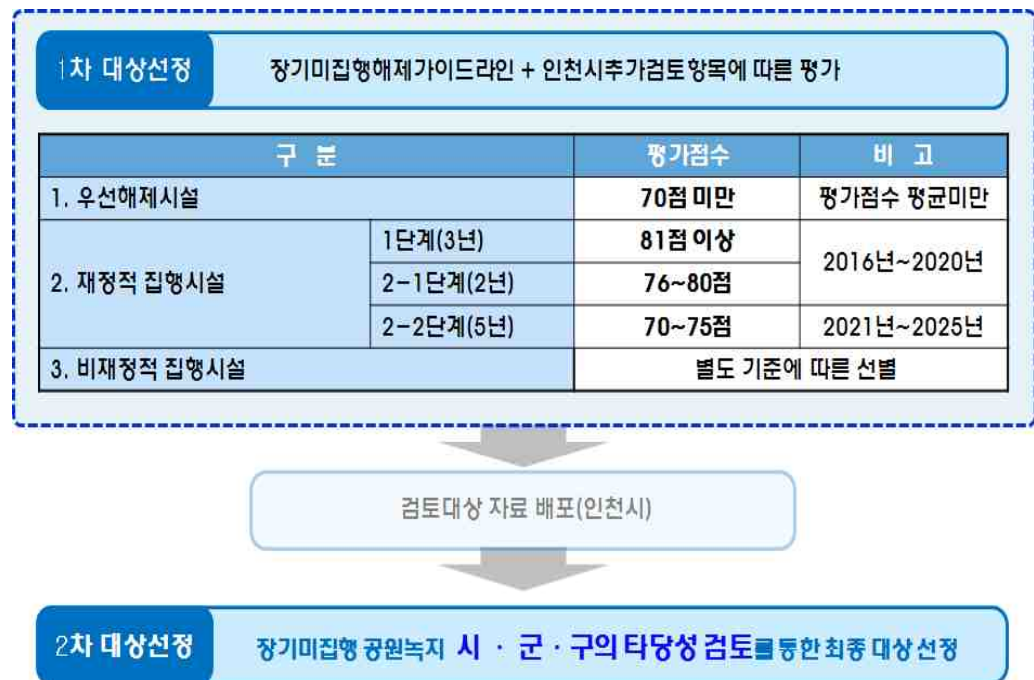 1차 대상선정
장기미집행해제가이드라인 + 인천시추가검토항목에 따른 평가
구 분 평가점수 비 고
1. 우선해제시설 70점 미만 평가점수 평균미만
2. 재정적 집행시설 1단계(3년) 81점 이상 2016년~2020년
2-1단계(2년) 76~80점
2-2단계(5년) 70~75점 2021년~2025년
3. 비재정적 집행시설 별도 기준에 따른 선별
검토대상 자료 배포(인천시)
2차 대상선정
장기미집행 공원녹지 시 · 군 · 구의 타당성 검토를 통한 최종 대상 선정